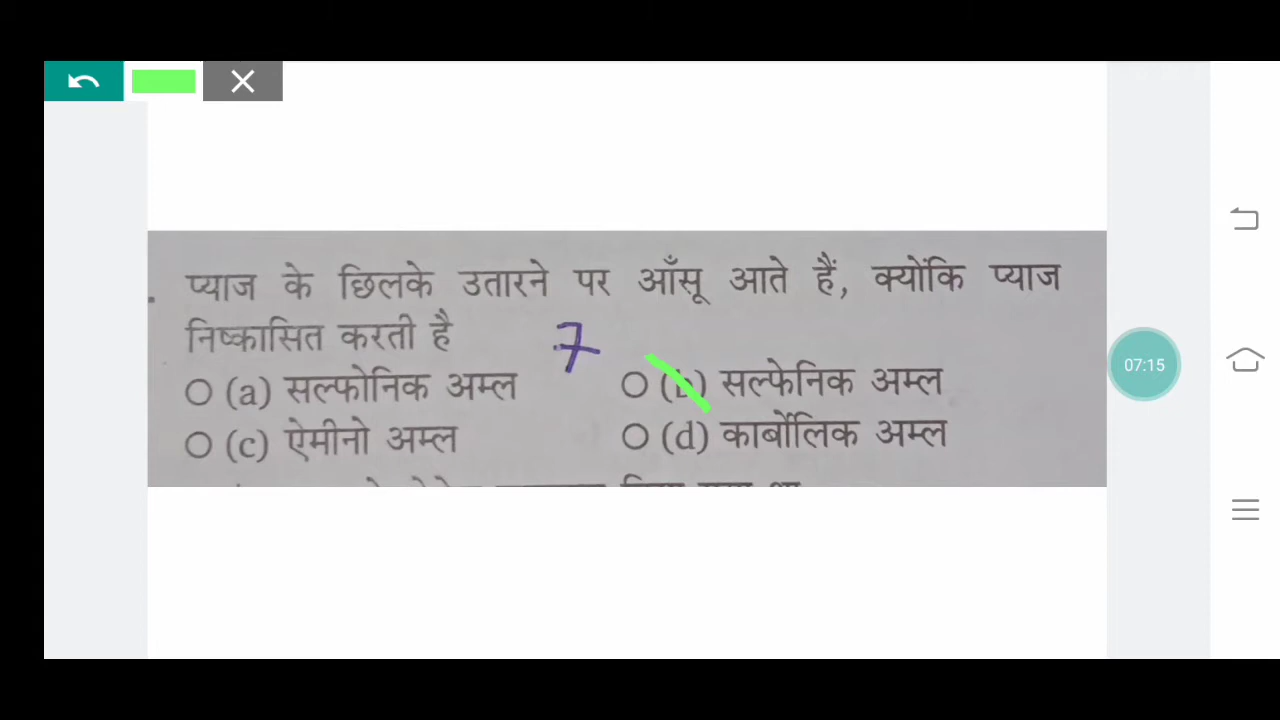 प्याज के छिलके उतारने पर आँसू आते हैं, क्योंकि प्याज
निष्कासित करती है
7
(a) सल्फोनिक अम्ल (b) सल्फेनिक अम्ल
(c) ऐमीनो अम्ल (d) कार्बोलिक अम्ल
07:15